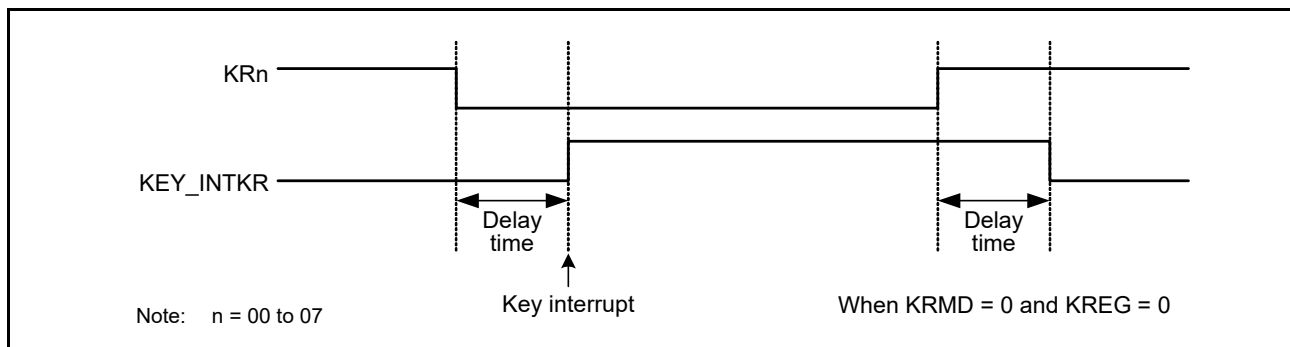 KRn
KEY_INTKR
Delay
time
Delay
time
Key interrupt
When KRMD = 0 and KREG = 0
Note: n = 00 to 07